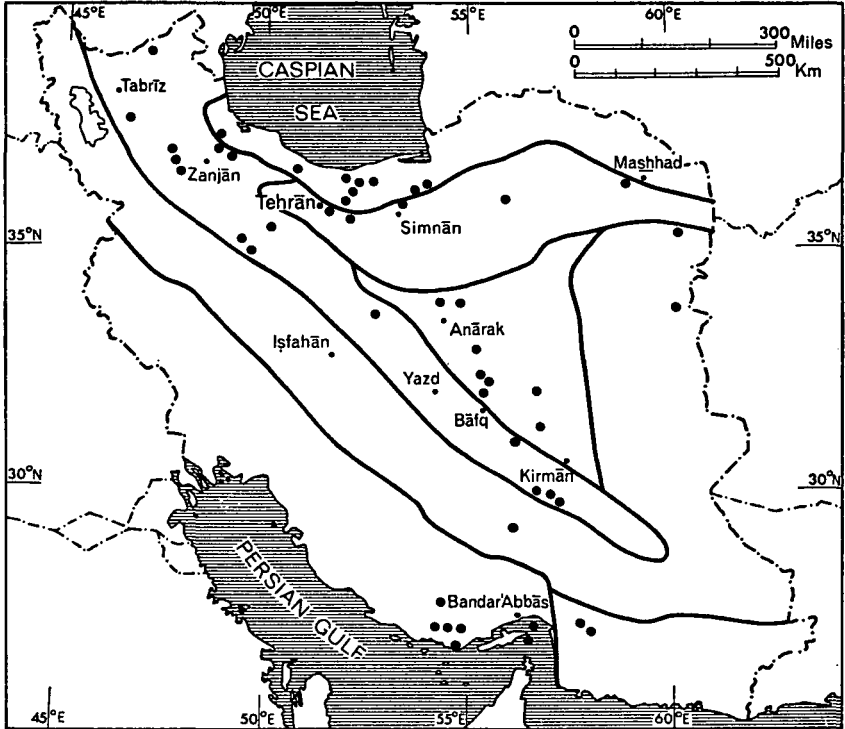 45°E
50°E
55°E
60°E
0 300 Miles
0 500 Km
CASPIAN
SEA
Tabrīz
Zanjān
Mashhad
Tehrān
Simnān
35°N
35°N
Anārak
Iṣfahān
Yazd
Bāfq
30°N
30°N
Kirmān
PERSIAN GULF
Bandar'Abbās
45°E
50°E
55°E
60°E